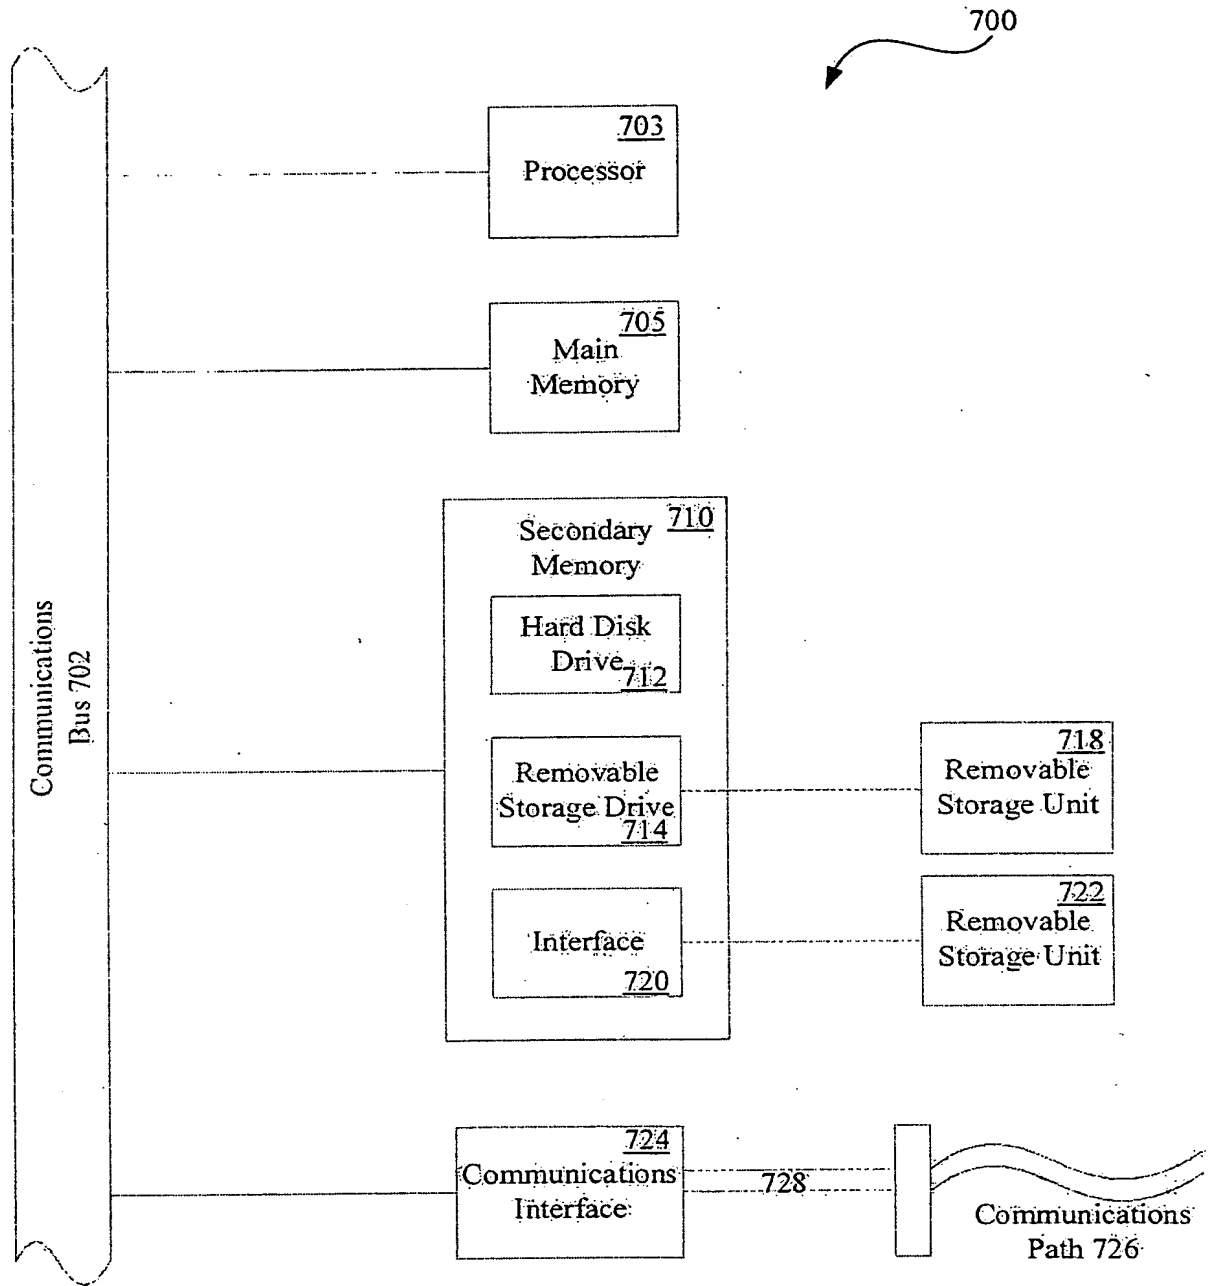 700
703
Processor
705
Main
Memory
710
Secondary
Memory
Hard Disk
Drive
712
Removable
Storage Drive
714
718
Removable
Storage Unit
Interface
720
722
Removable
Storage Unit
Communications
Bus 702
724
Communications
Interface
728
Communications
Path 726